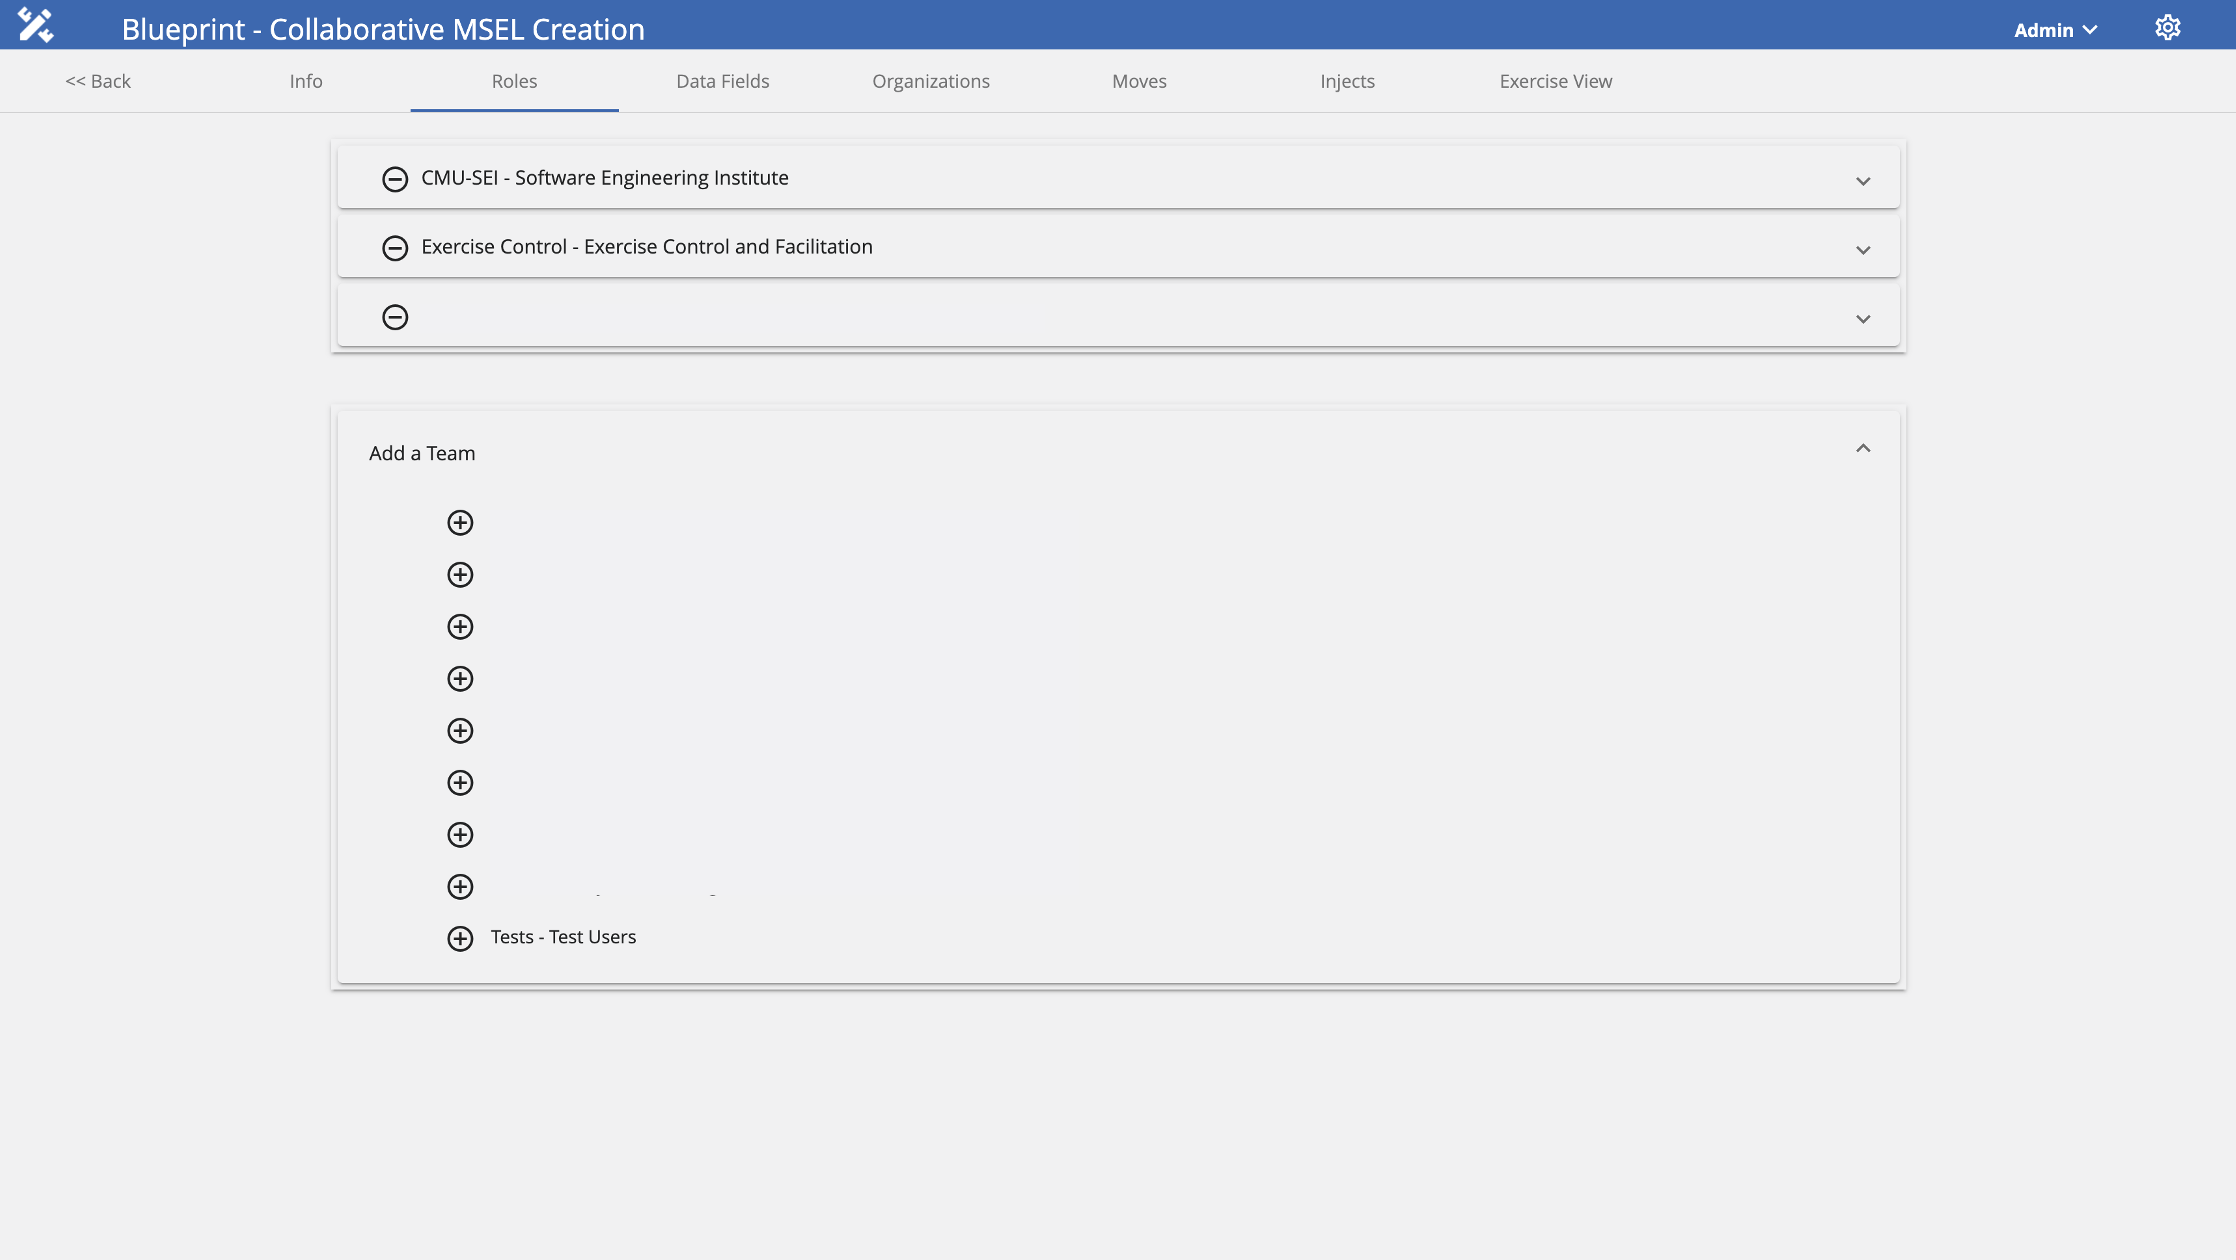 Blueprint - Collaborative MSEL Creation
Admin
<< Back
Info
Roles
Data Fields
Organizations
Moves
Injects
Exercise View
CMU-SEI - Software Engineering Institute
Exercise Control - Exercise Control and Facilitation
Add a Team
Tests - Test Users